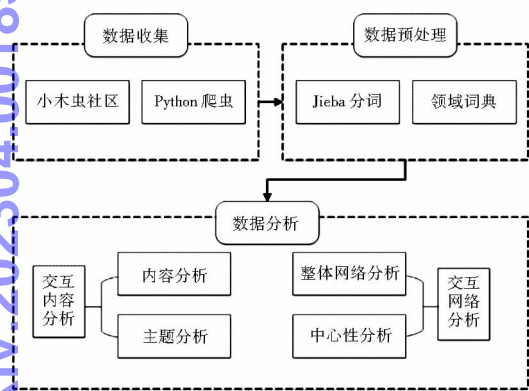 数据收集
数据预处理
小木虫社区
Python 爬虫
Jieba 分词
领域词典
数据分析
交互
内容
分析
内容分析
主题分析
整体网络分析
中心性分析
交互
网络
分析